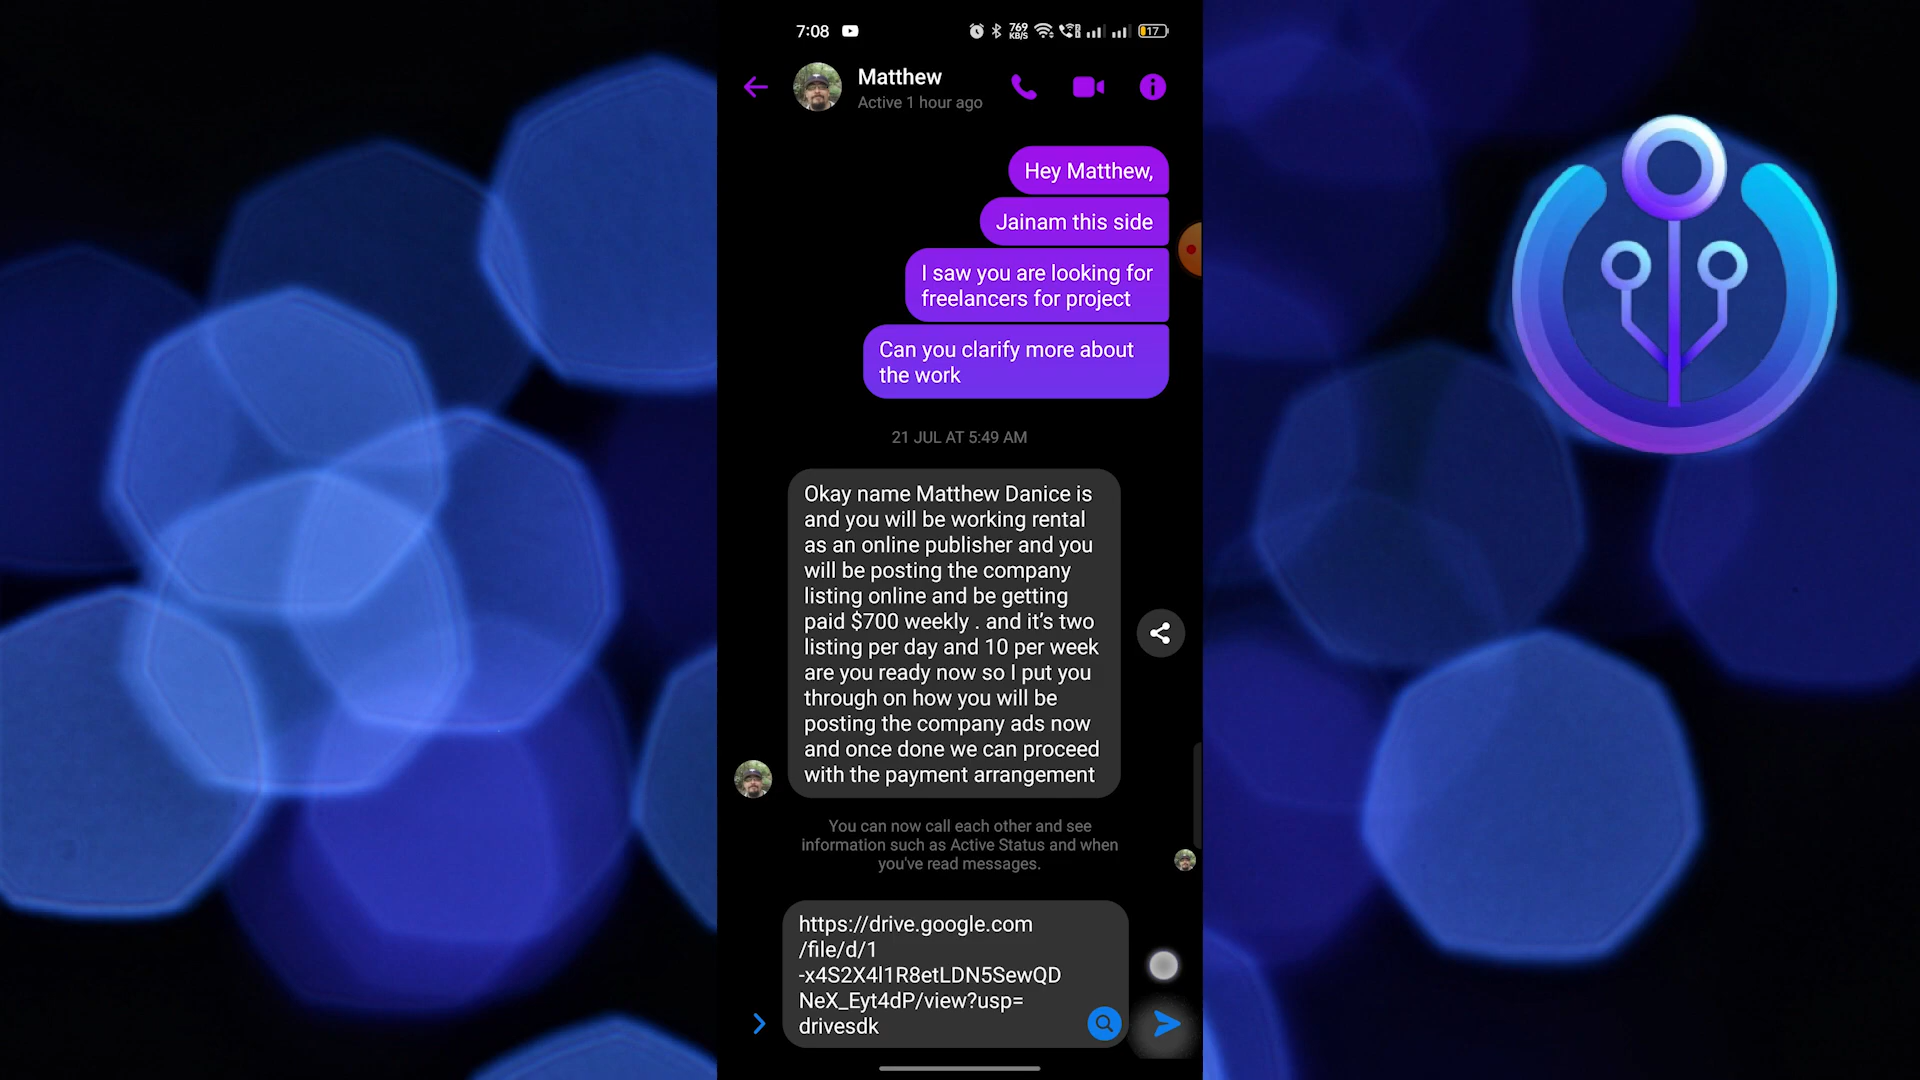 7:08
769
KB/S
17
Matthew
Active 1 hour ago
Hey Matthew,
Jainam this side
I saw you are looking for
freelancers for project
Can you clarify more about
the work
21 JUL AT 5:49 AM
Okay name Matthew Danice is
and you will be working rental
as an online publisher and you
will be posting the company
listing online and be getting
paid $700 weekly . and it’s two
listing per day and 10 per week
are you ready now so I put you
through on how you will be
posting the company ads now
and once done we can proceed
with the payment arrangement
You can now call each other and see
information such as Active Status and when
you've read messages.
https://drive.google.com
/file/d/1
-x4S2X4l1R8etLDN5SewQD
NeX_Eyt4dP/view?usp=
drivesdk